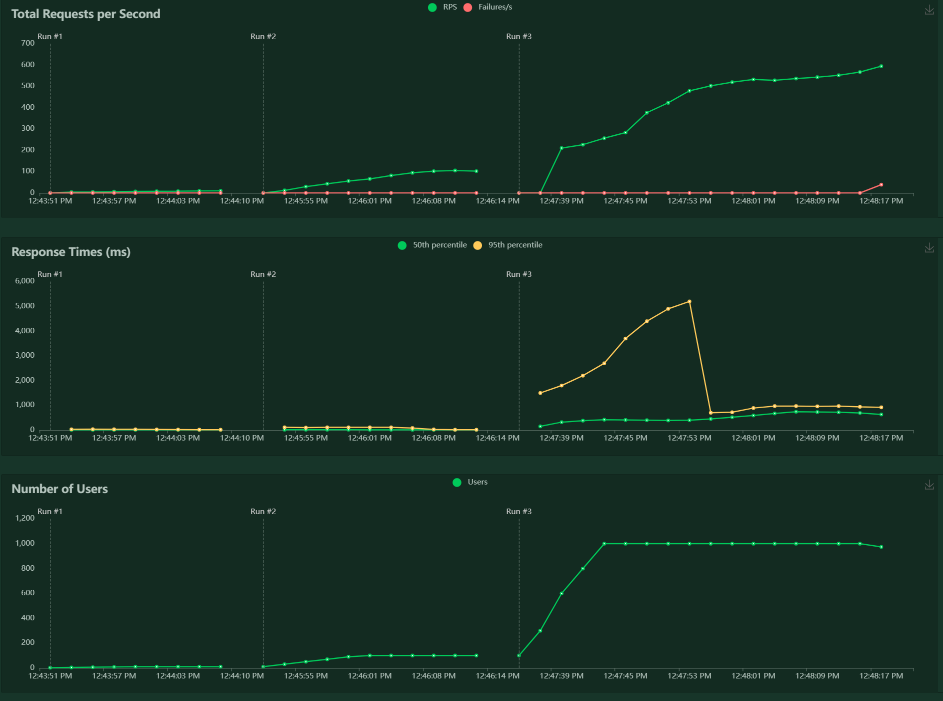 Total Requests per Second
RPS Failures/s
Run #1 Run #2 Run #3
700
600
500
400
300
200
100
0
12:43:51 PM 12:43:57 PM 12:44:03 PM 12:44:10 PM 12:45:55 PM 12:46:01 PM 12:46:08 PM 12:46:14 PM 12:47:39 PM 12:47:45 PM 12:47:53 PM 12:48:01 PM 12:48:09 PM 12:48:17 PM
Response Times (ms)
50th percentile 95th percentile
Run #1 Run #2 Run #3
6,000
5,000
4,000
3,000
2,000
1,000
0
12:43:51 PM 12:43:57 PM 12:44:03 PM 12:44:10 PM 12:45:55 PM 12:46:01 PM 12:46:08 PM 12:46:14 PM 12:47:39 PM 12:47:45 PM 12:47:53 PM 12:48:01 PM 12:48:09 PM 12:48:17 PM
Number of Users
Users
Run #1 Run #2 Run #3
1,200
1,000
800
600
400
200
0
12:43:51 PM 12:43:57 PM 12:44:03 PM 12:44:10 PM 12:45:55 PM 12:46:01 PM 12:46:08 PM 12:46:14 PM 12:47:39 PM 12:47:45 PM 12:47:53 PM 12:48:01 PM 12:48:09 PM 12:48:17 PM